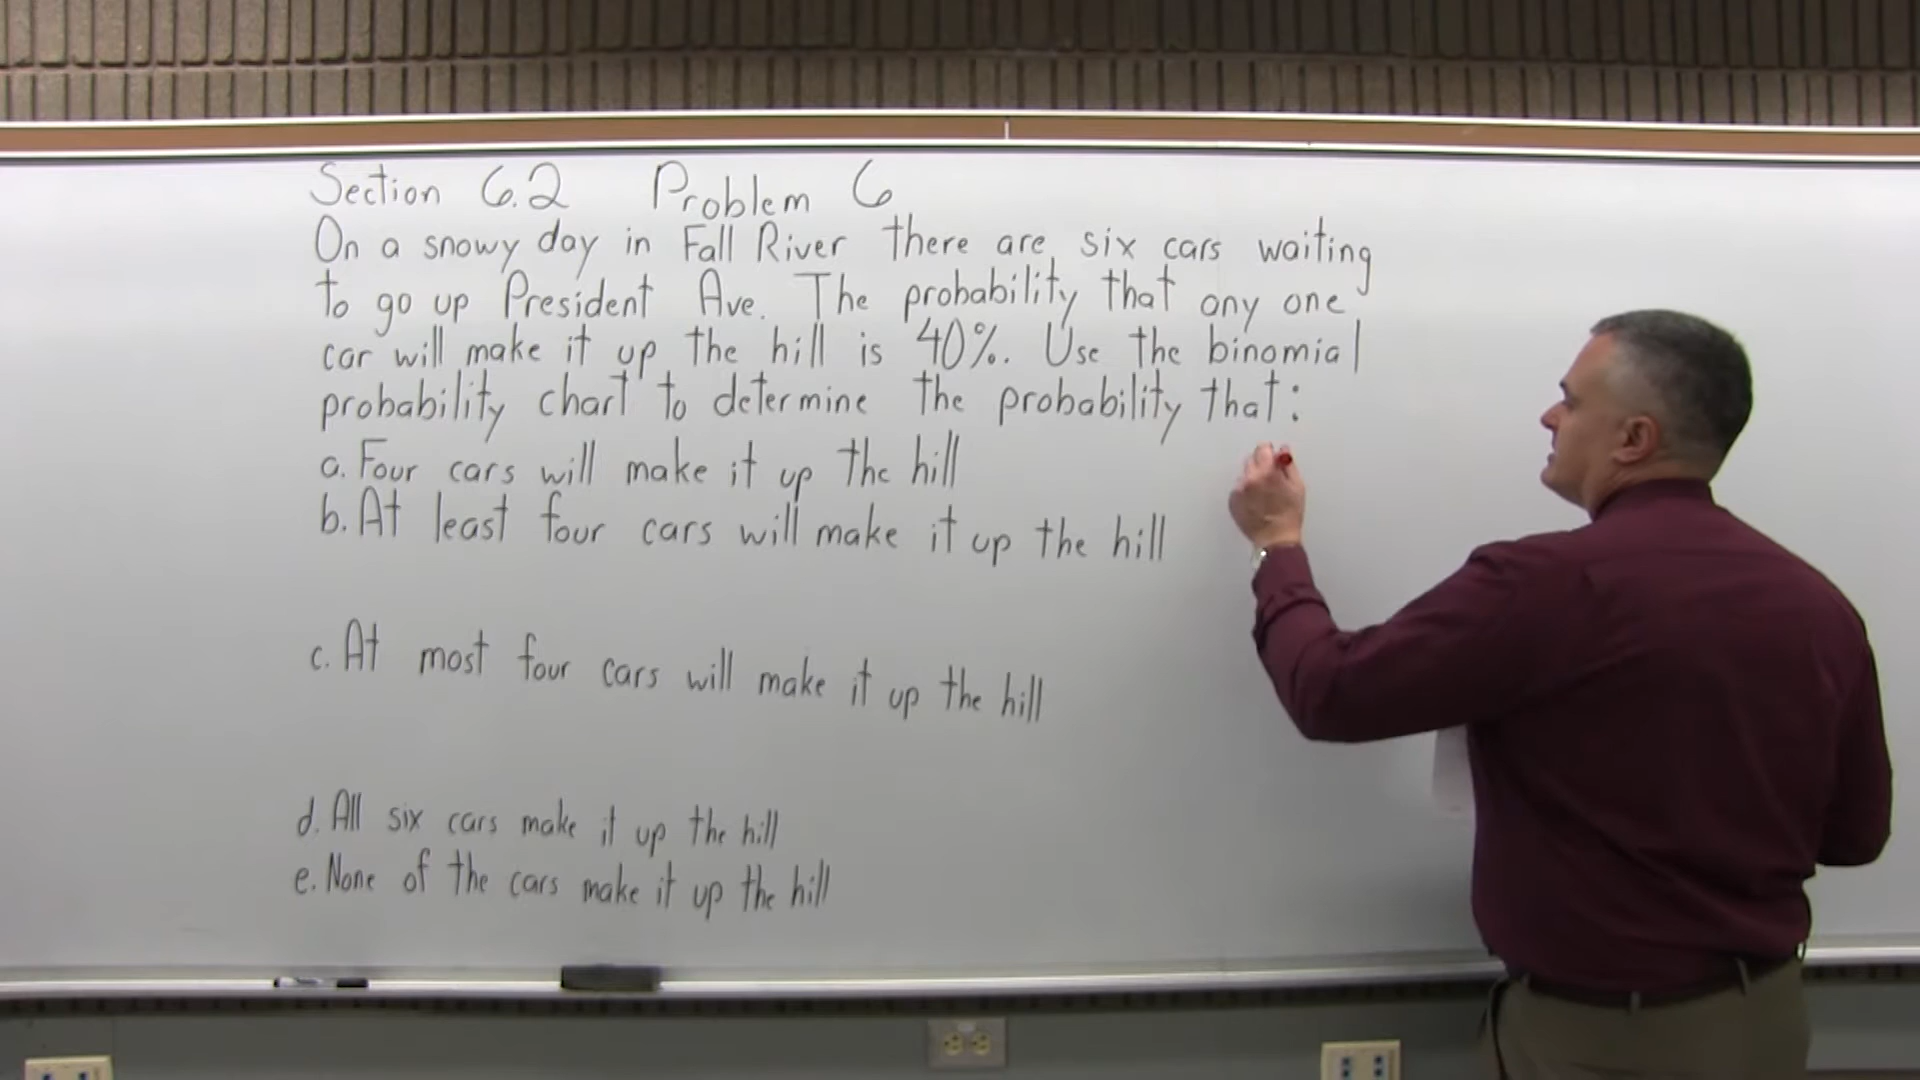 Section 6.2 Problem 6
On a snowy day in Fall River there are six cars waiting
to go up President Ave. The probability that any one
car will make it up the hill is 40%. Use the binomial
probability chart to determine the probability that:
a. Four cars will make it up the hill
b. At least four cars will make it up the hill
c. At most four cars will make it up the hill
d. All six cars make it up the hill
e. None of the cars make it up the hill